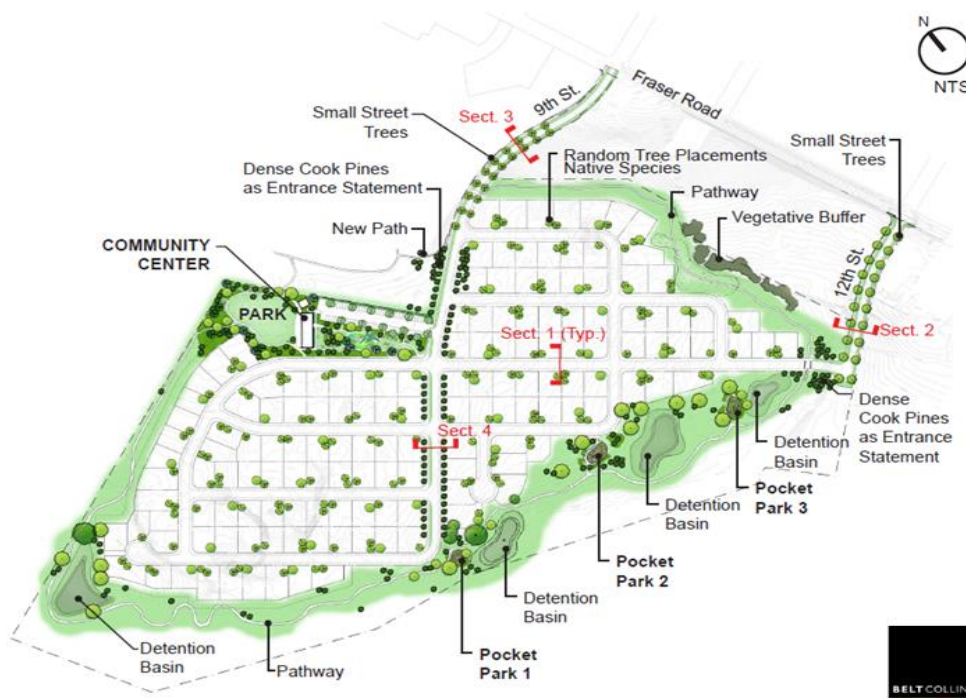 N
NTS
Fraser Road
9th St.
Sect. 3
Small Street
Trees
Small Street
Trees
Dense Cook Pines
as Entrance
Statement
Random Tree Placements
Native Species
Pathway
Vegetative Buffer
New Path
12th St.
COMMUNITY
CENTER
PARK
Sect. 1 (Typ.)
Sect. 2
Sect. 4
Dense
Cook Pines
as Entrance
Statement
Detention
Basin
Pocket
Park 3
Detention
Basin
Pocket
Park 2
Detention
Basin
Pocket
Park 1
Detention
Basin
Pathway
BELT COLLIN